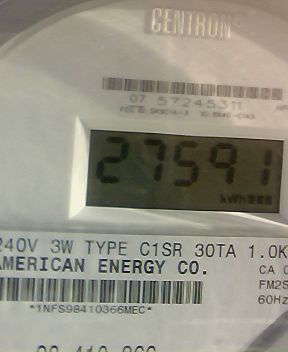 CENTRON
07 57245311
27591
kWh
240V 3W TYPE C1SR 30TA 1.0K
AMERICAN ENERGY CO.
CA 0
FM2S
60Hz
*1NFS98410366MEC*